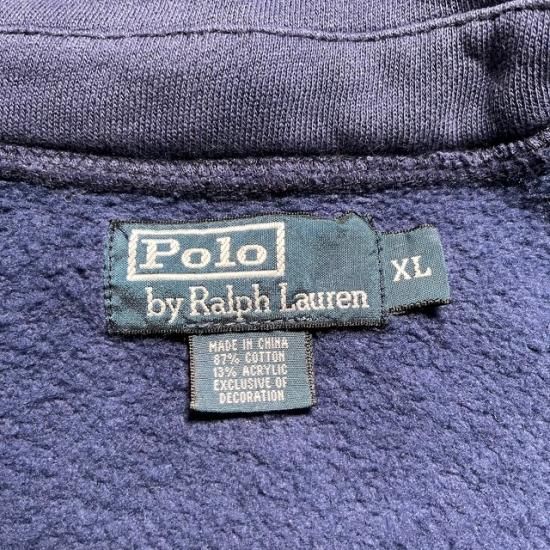 Polo
by Ralph Lauren
XL
MADE IN CHINA
87% COTTON
13% ACRYLIC
EXCLUSIVE OF
DECORATION